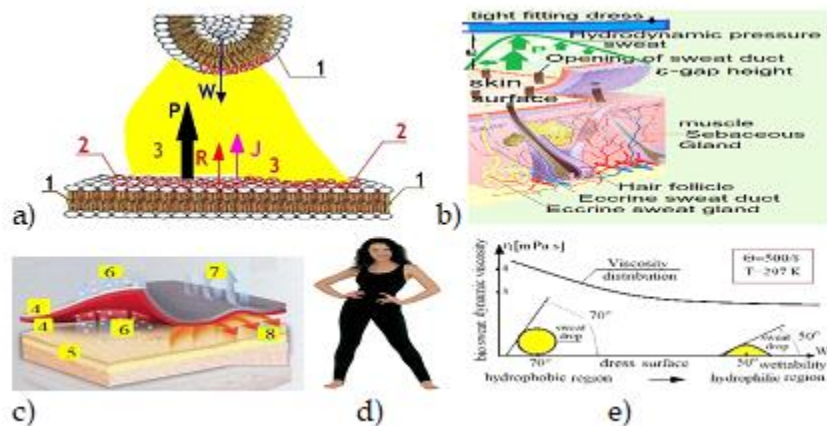 1
W
P
2
2
3
R
J
3
1
1
a)
tight fitting dress
Hydrodynamic pressure
sweat
p
Opening of sweat duct
ε-gap height
skin
surface
muscle
Sebaceous
Gland
Hair follicle
Eccrine sweat duct
Eccrine sweat gland
b)
6
7
4
4
6
8
5
c)
d)
η[mPa s]
Θ=500/s
T=297 K
Viscosity
distribution
bio sweat dynamic viscosity
70°
sweat
drop
sweat
drop
50°
dress surface
W
70°
50°
wettability
hydrophobic region
hydrophilic region
e)